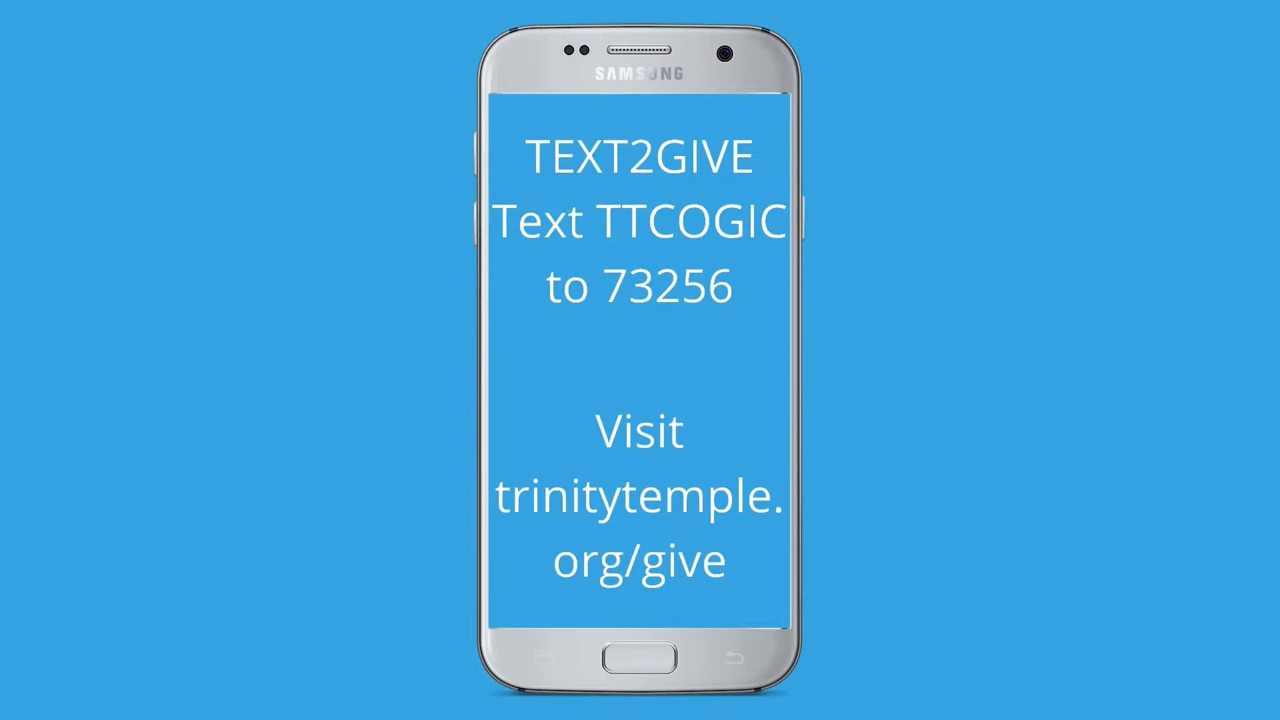 SAMSUNG
TEXT2GIVE
Text TTCOGIC
to 73256
Visit
trinitytemple.
org/give